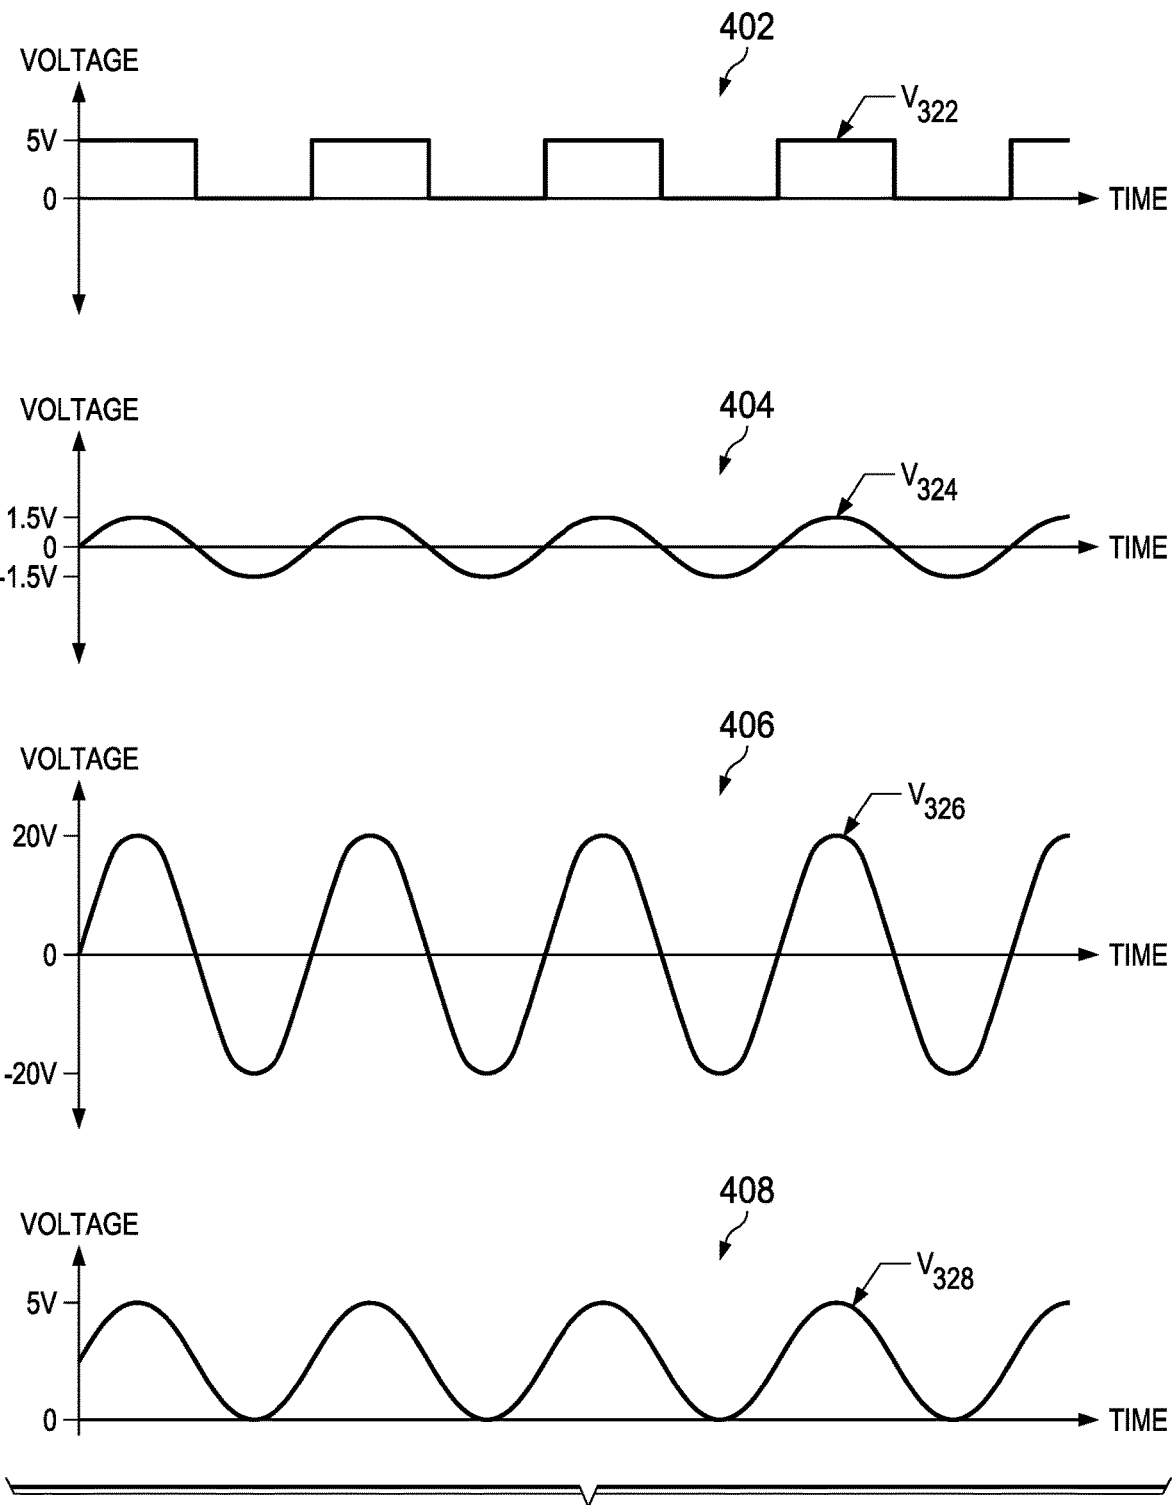 402
VOLTAGE
V322
5V
0
TIME
404
VOLTAGE
V324
1.5V
0
TIME
-1.5V
406
VOLTAGE
V326
20V
0
TIME
-20V
408
VOLTAGE
V328
5V
0
TIME